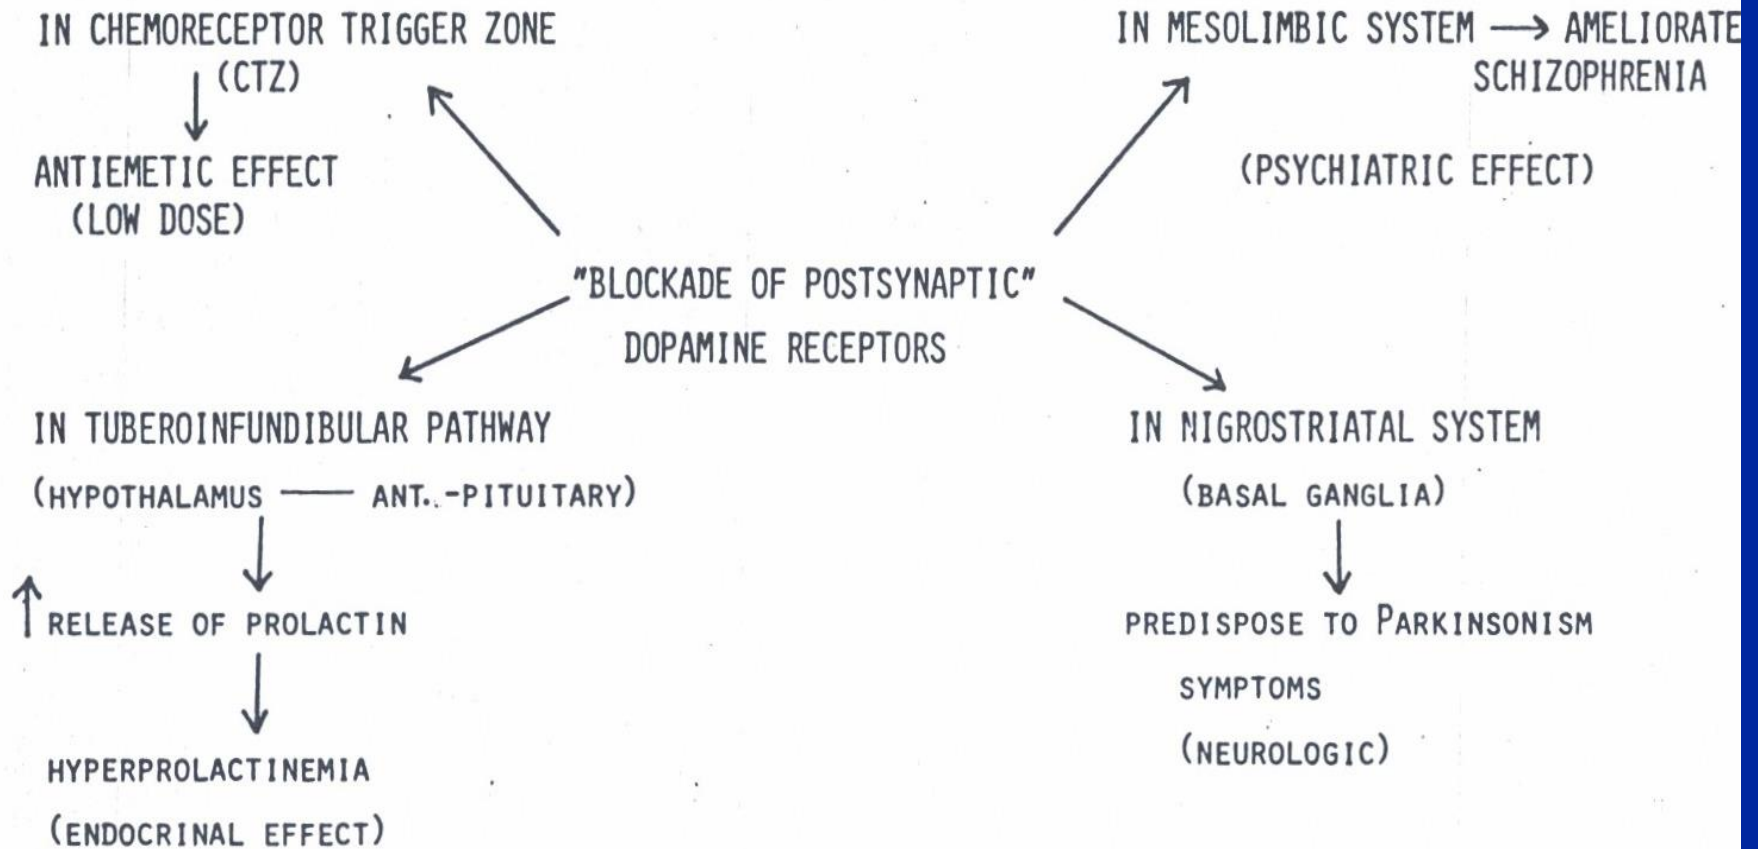 IN CHEMORECEPTOR TRIGGER ZONE
(CTZ)
ANTIEMETIC EFFECT
(LOW DOSE)
IN MESOLIMBIC SYSTEM → AMELIORATE
SCHIZOPHRENIA
(PSYCHIATRIC EFFECT)
"BLOCKADE OF POSTSYNAPTIC"
DOPAMINE RECEPTORS
IN TUBEROINFUNDIBULAR PATHWAY
(HYPOTHALAMUS — ANT..-PITUITARY)
↑ RELEASE OF PROLACTIN
HYPERPROLACTINEMIA
(ENDOCRINAL EFFECT)
IN NIGROSTRIATAL SYSTEM
(BASAL GANGLIA)
PREDISPOSE TO PARKINSONISM
SYMPTOMS
(NEUROLOGIC)